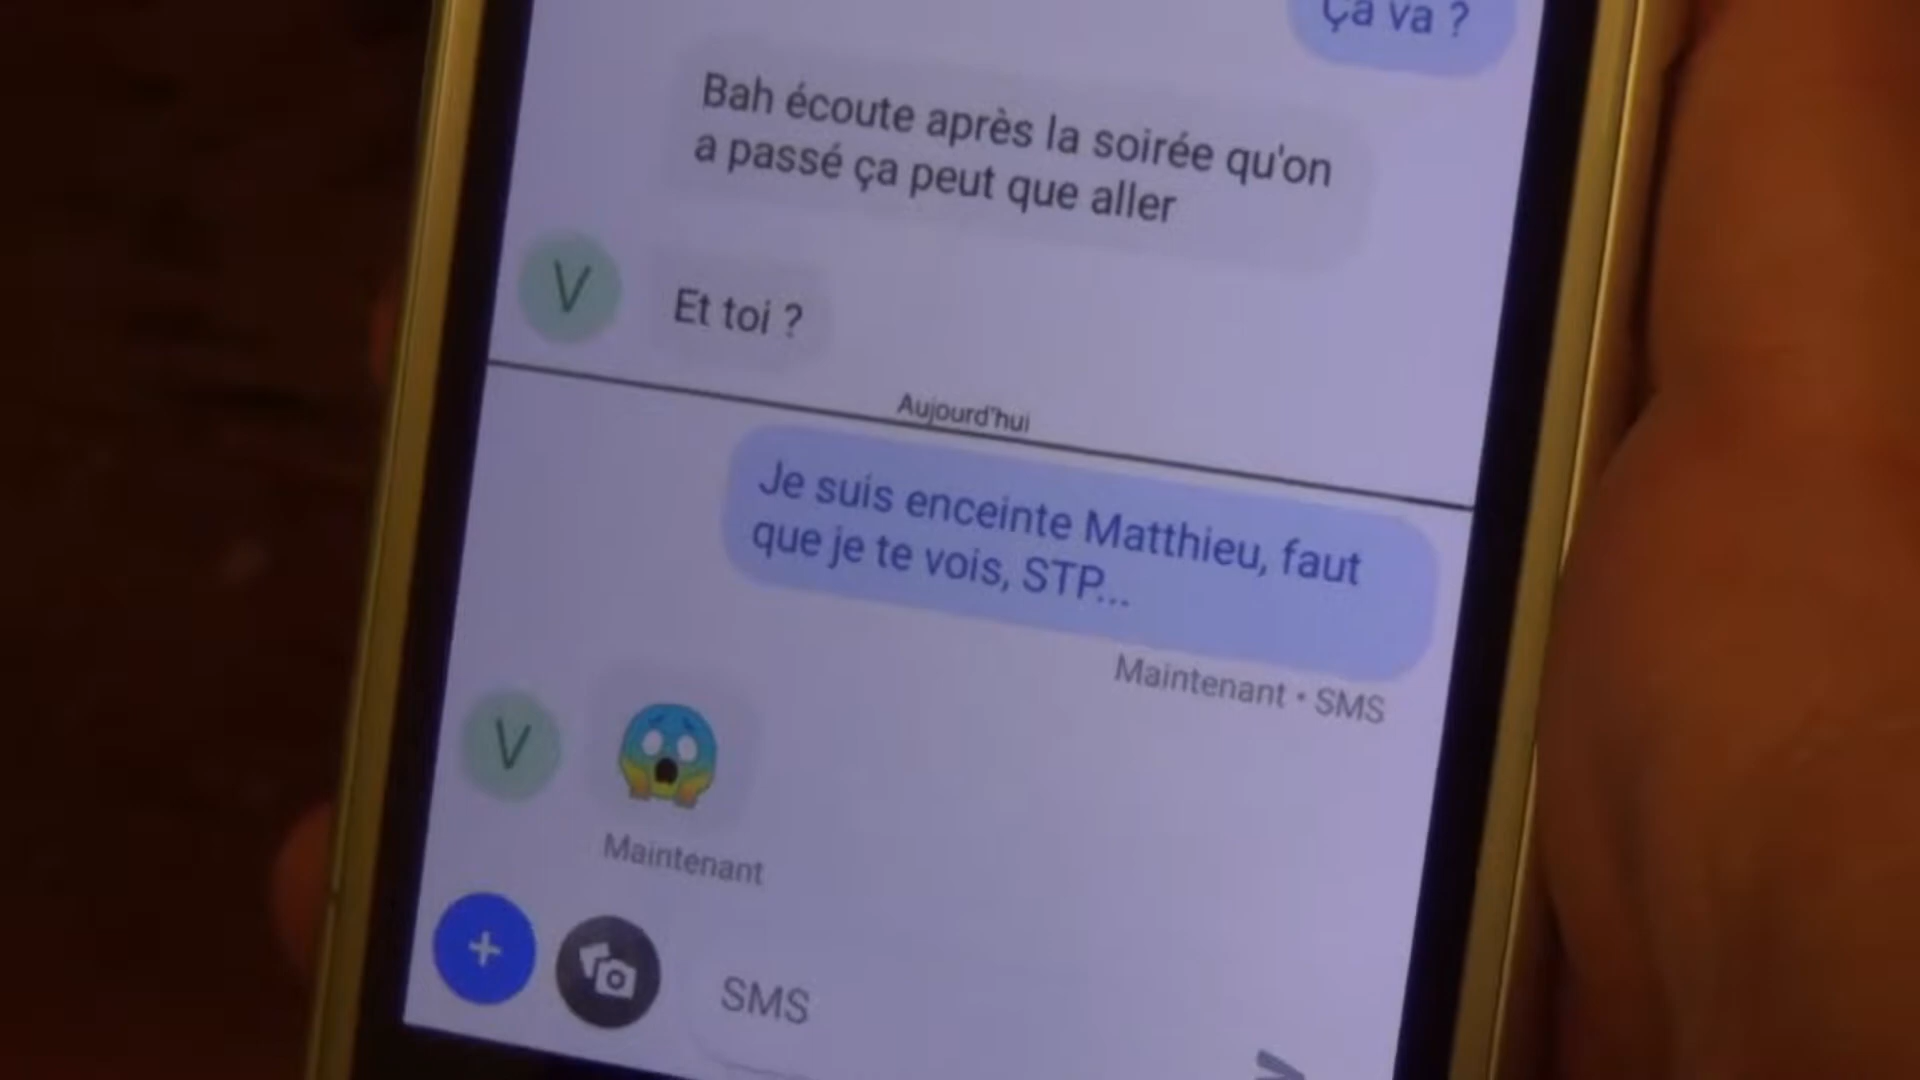 Ça va ?
Bah écoute après la soirée qu'on
a passé ça peut que aller
V
Et toi ?
Aujourd'hui
Je suis enceinte Matthieu, faut
que je te vois, STP...
Maintenant • SMS
V
Maintenant
SMS